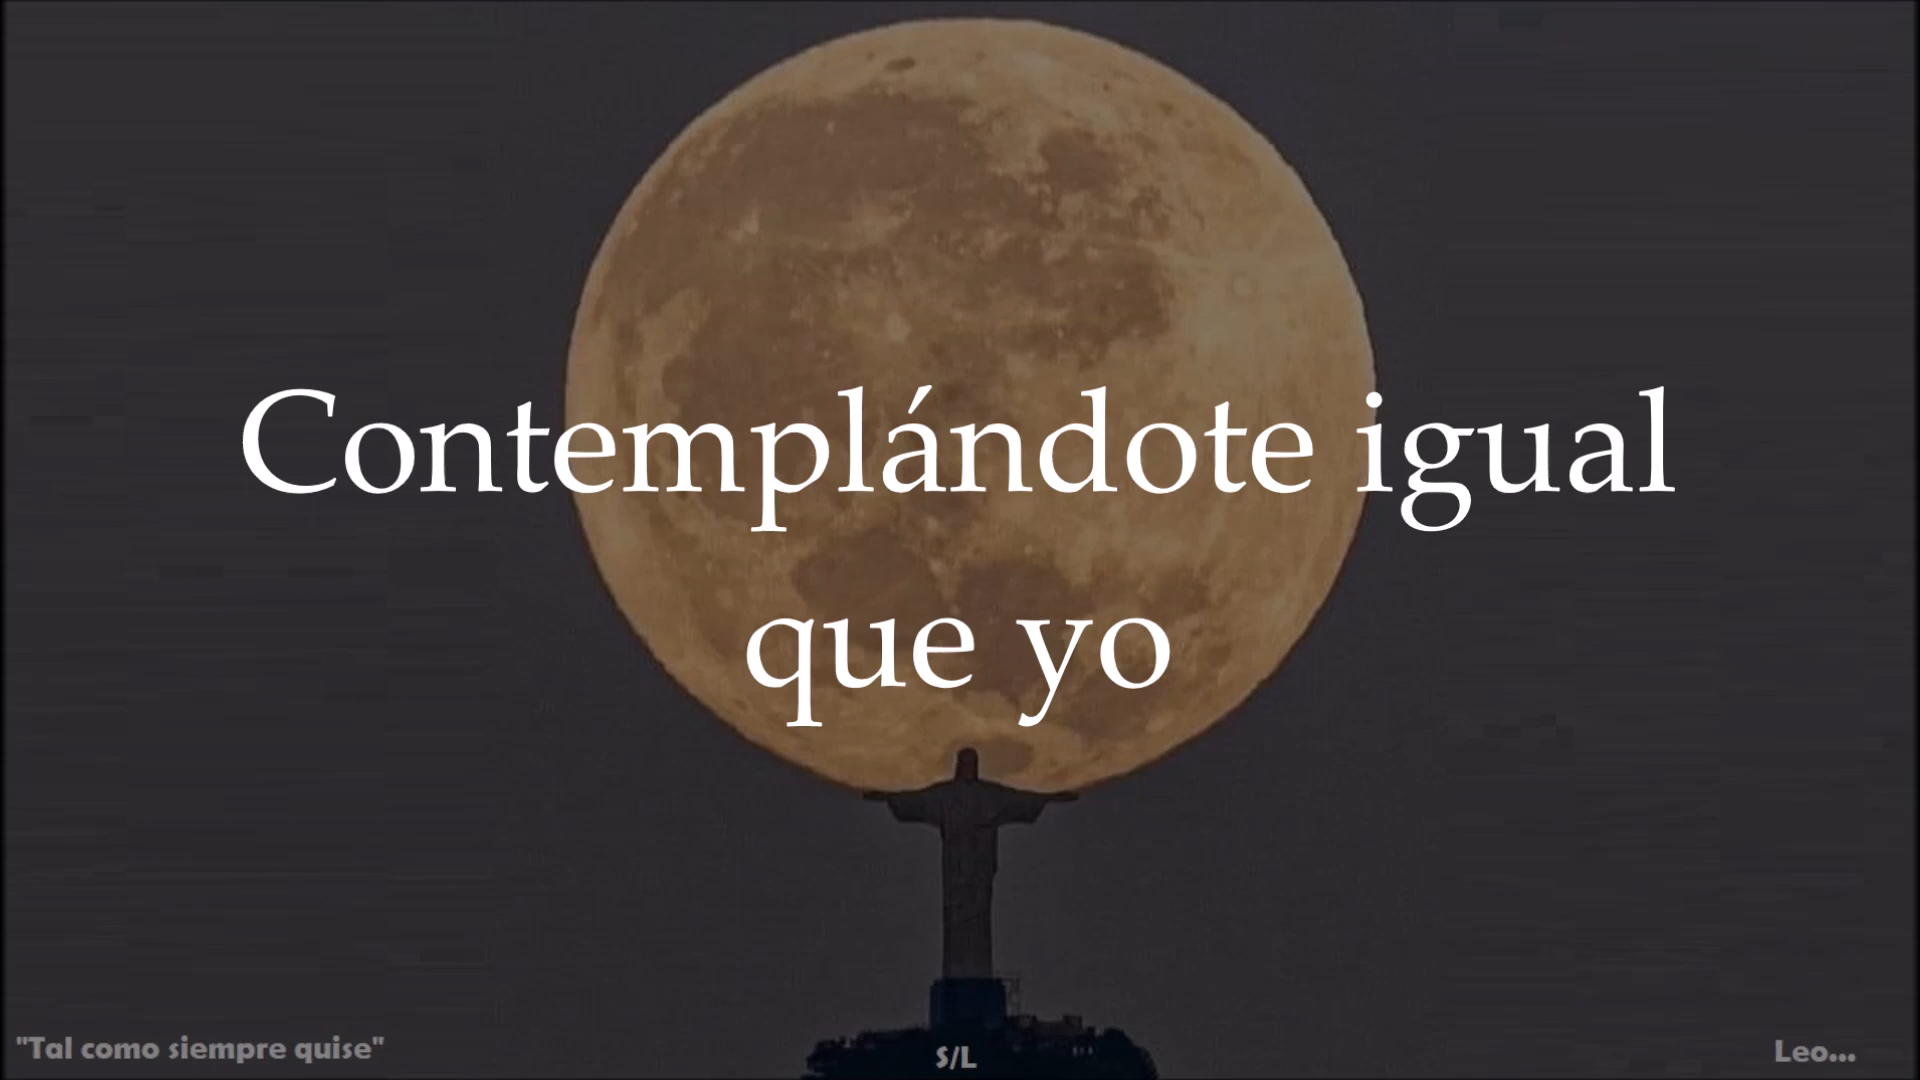 Contemplándote igual
que yo
"Tal como siempre quise"
S/L
Leo...